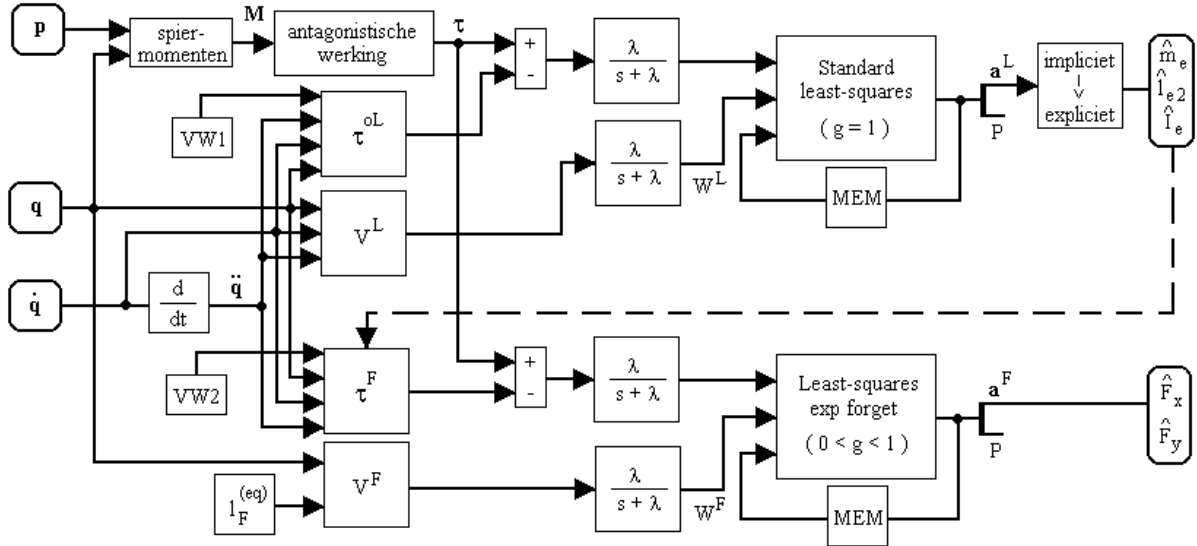 p
spier-
momenten
M
antagonistische
werking
τ
+
-
λ
s + λ
Standard
least-squares
( g = 1 )
a^L
P
impliciet
expliciet
m̂_e
l̂_e2
Î_e
VW1
τ^oL
λ
s + λ
W^L
MEM
q
V^L
q̇
d
dt
q̈
VW2
τ^F
+
-
λ
s + λ
Least-squares
exp forget
( 0 < g < 1 )
a^F
P
F̂_x
F̂_y
l_F^(eq)
V^F
λ
s + λ
W^F
MEM